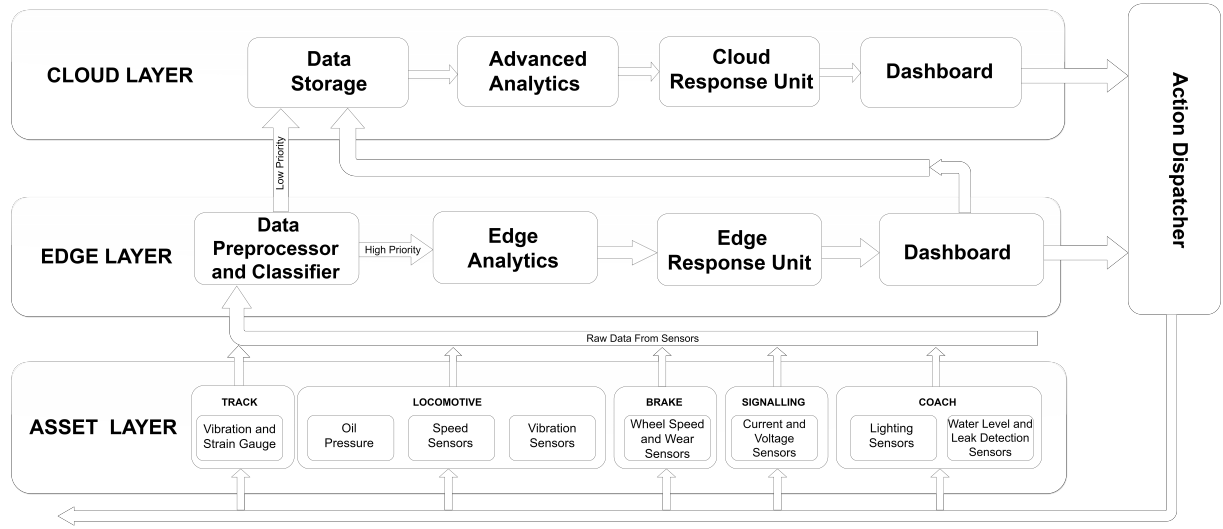 CLOUD LAYER
Data
Storage
Advanced
Analytics
Cloud
Response Unit
Dashboard
Action Dispatcher
Low Priority
EDGE LAYER
Data
Preprocessor
and Classifier
High Priority
Edge
Analytics
Edge
Response Unit
Dashboard
Raw Data From Sensors
ASSET LAYER
TRACK
Vibration and
Strain Gauge
LOCOMOTIVE
Oil
Pressure
Speed
Sensors
Vibration
Sensors
BRAKE
Wheel Speed
and Wear
Sensors
SIGNALLING
Current and
Voltage
Sensors
COACH
Lighting
Sensors
Water Level and
Leak Detection
Sensors